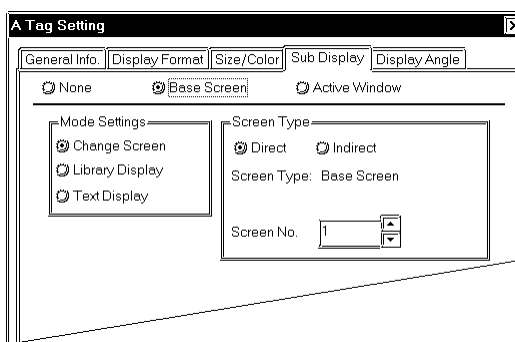 A Tag Setting
General Info. Display Format Size/Color Sub Display Display Angle
None Base Screen Active Window
Mode Settings
Change Screen
Library Display
Text Display
Screen Type
Direct Indirect
Screen Type: Base Screen
Screen No. 1